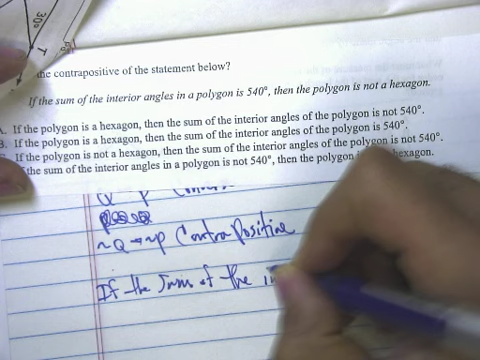 30°
T
the contrapositive of the statement below?
If the sum of the interior angles in a polygon is 540°, then the polygon is not a hexagon.
If the polygon is a hexagon, then the sum of the interior angles of the polygon is not 540°.
B. If the polygon is a hexagon, then the sum of the interior angles of the polygon is 540°.
If the polygon is not a hexagon, then the sum of the interior angles of the polygon is not 540°.
the sum of the interior angles in a polygon is not 540°, then the polygon hexagon.
~Q → ~p Contrapositive
If the Sum of the